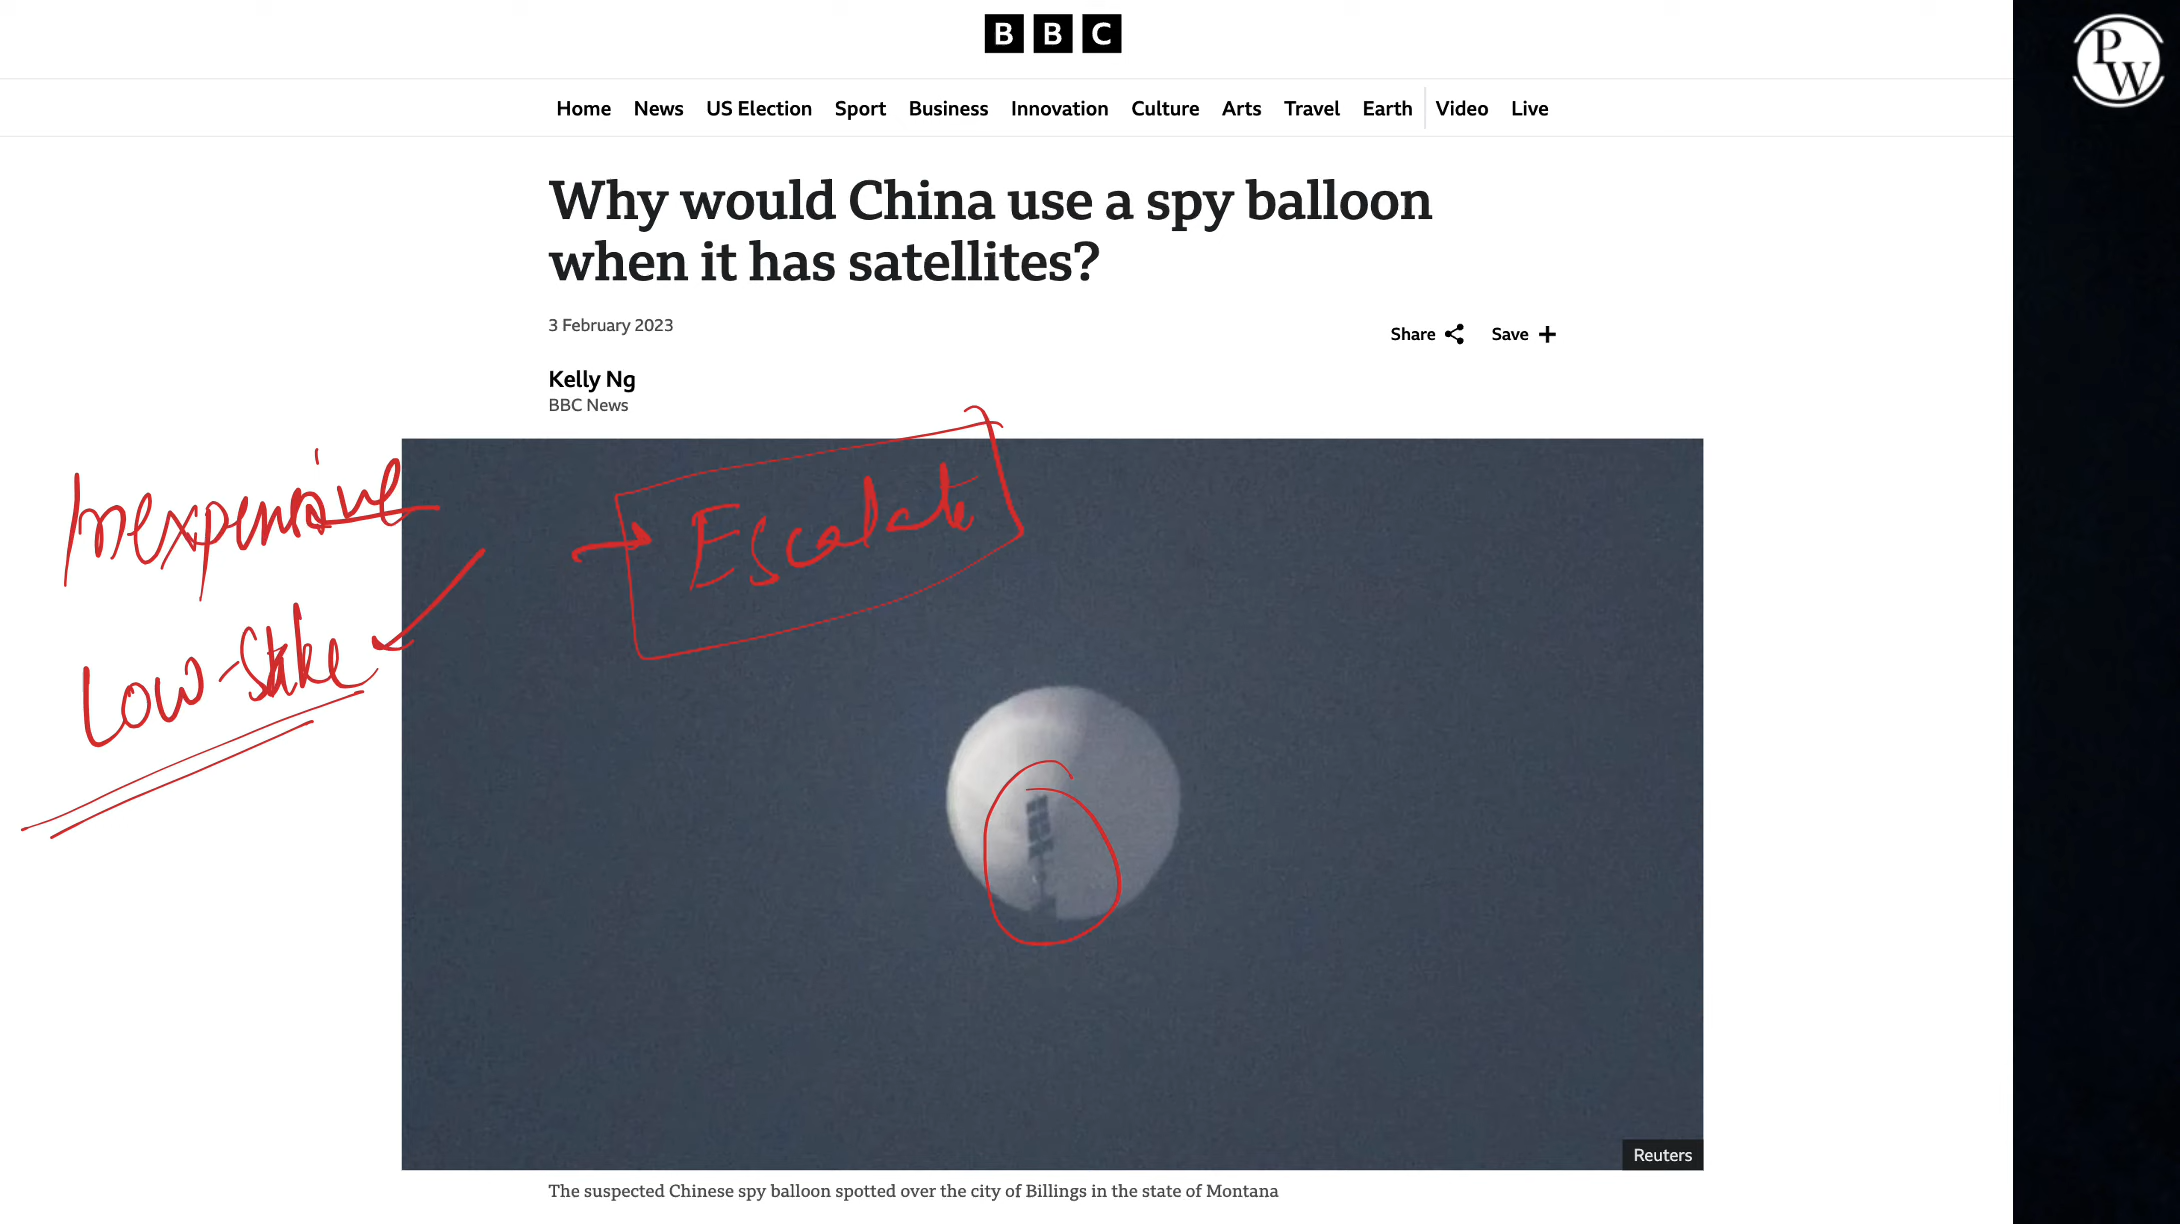 BBC
PW
Home News US Election Sport Business Innovation Culture Arts Travel Earth Video Live
Why would China use a spy balloon
when it has satellites?
3 February 2023
Share Save
Kelly Ng
BBC News
Inexpensive
Escalate
Low-Stake
Reuters
The suspected Chinese spy balloon spotted over the city of Billings in the state of Montana